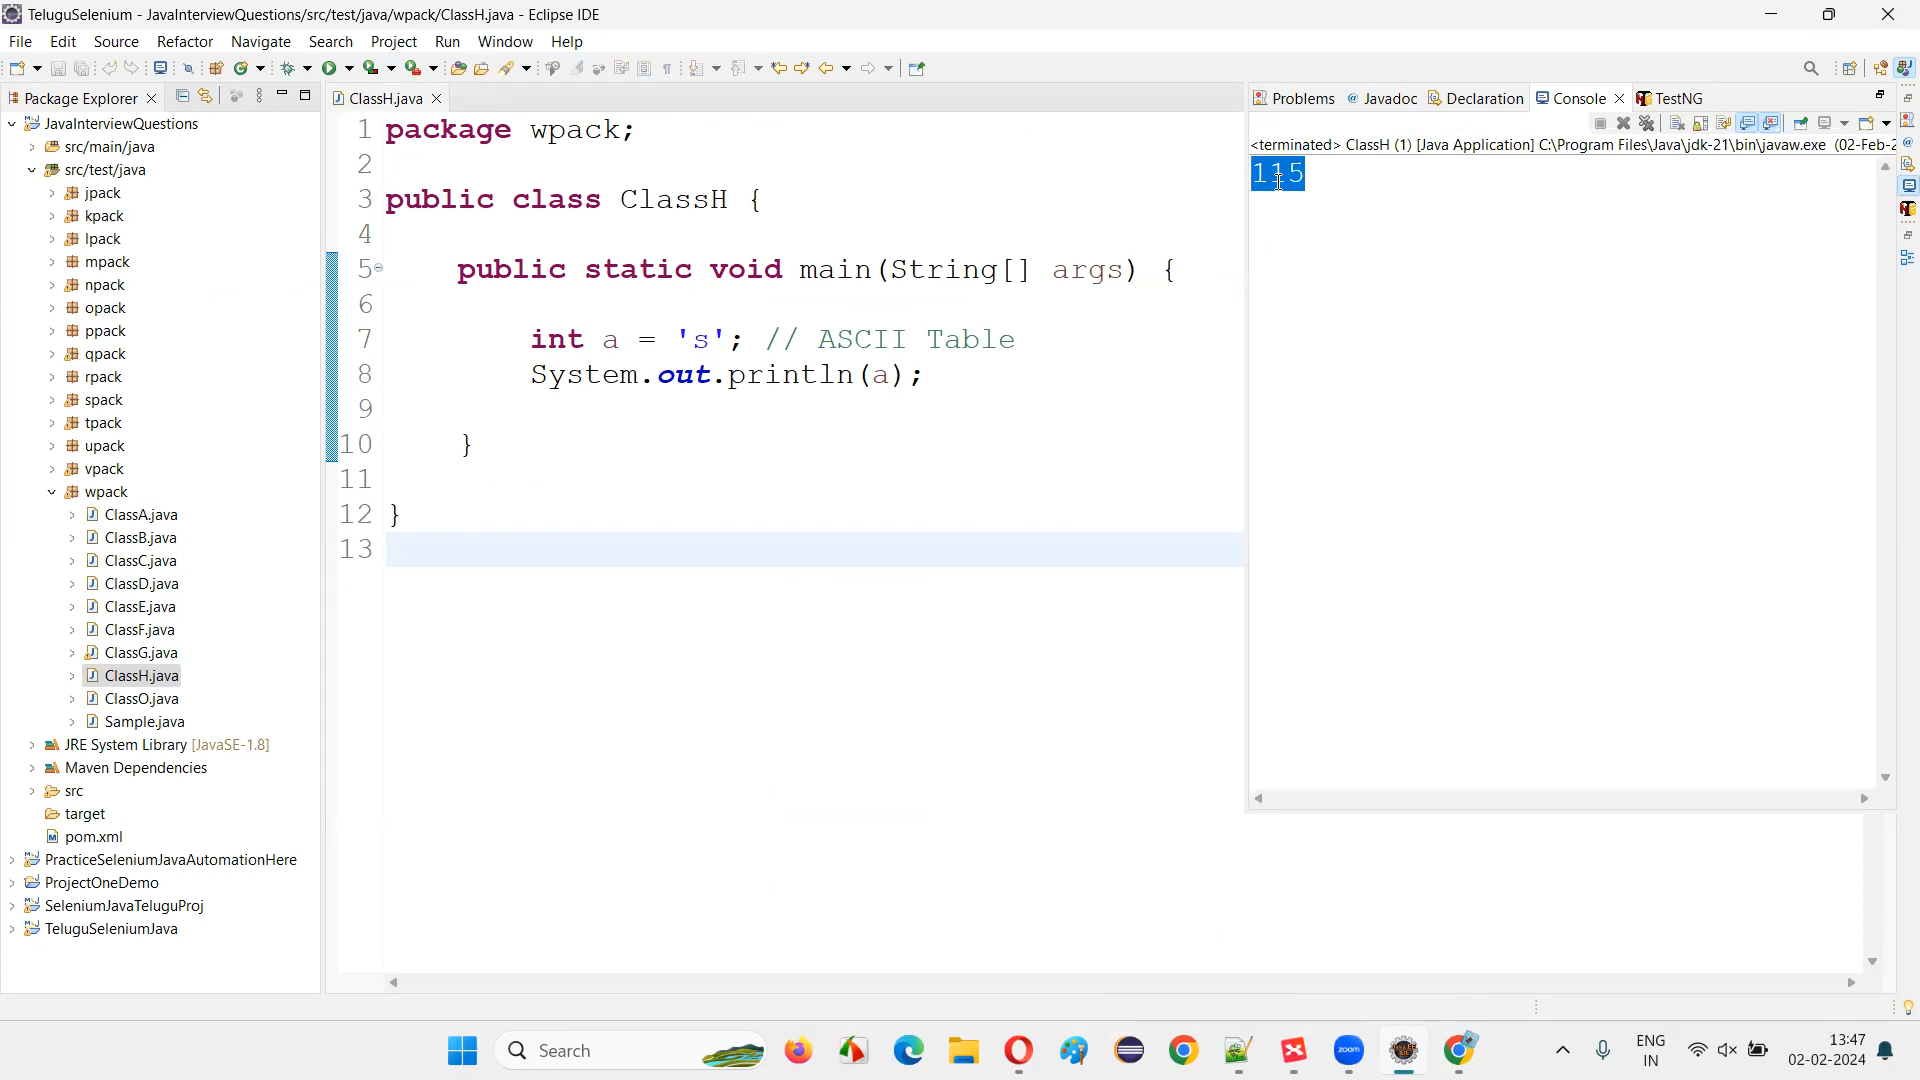 TeluguSelenium - JavaInterviewQuestions/src/test/java/wpack/ClassH.java - Eclipse IDE
File Edit Source Refactor Navigate Search Project Run Window Help
Package Explorer
JavaInterviewQuestions
src/main/java
src/test/java
jpack
kpack
lpack
mpack
npack
opack
ppack
qpack
rpack
spack
tpack
upack
vpack
wpack
ClassA.java
ClassB.java
ClassC.java
ClassD.java
ClassE.java
ClassF.java
ClassG.java
ClassH.java
ClassO.java
Sample.java
JRE System Library [JavaSE-1.8]
Maven Dependencies
src
target
pom.xml
PracticeSeleniumJavaAutomationHere
ProjectOneDemo
SeleniumJavaTeluguProj
TeluguSeleniumJava
ClassH.java
1 package wpack;
2
3 public class ClassH {
4
5 public static void main(String[] args) {
6
7 int a = 's'; // ASCII Table
8 System.out.println(a);
9
10 }
11
12 }
13
Problems Javadoc Declaration Console TestNG
<terminated> ClassH (1) [Java Application] C:\Program Files\Java\jdk-21\bin\javaw.exe (02-Feb-2
115
Search
zoom
ENG
IN
13:47
02-02-2024